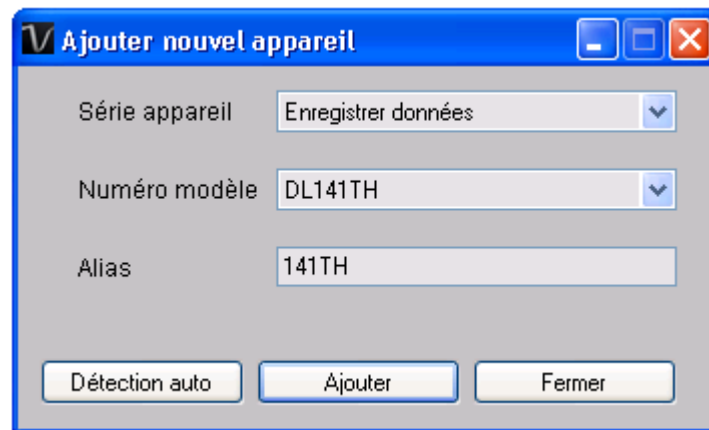 Ajouter nouvel appareil
Série appareil Enregistrer données
Numéro modèle DL141TH
Alias 141TH
Détection auto Ajouter Fermer